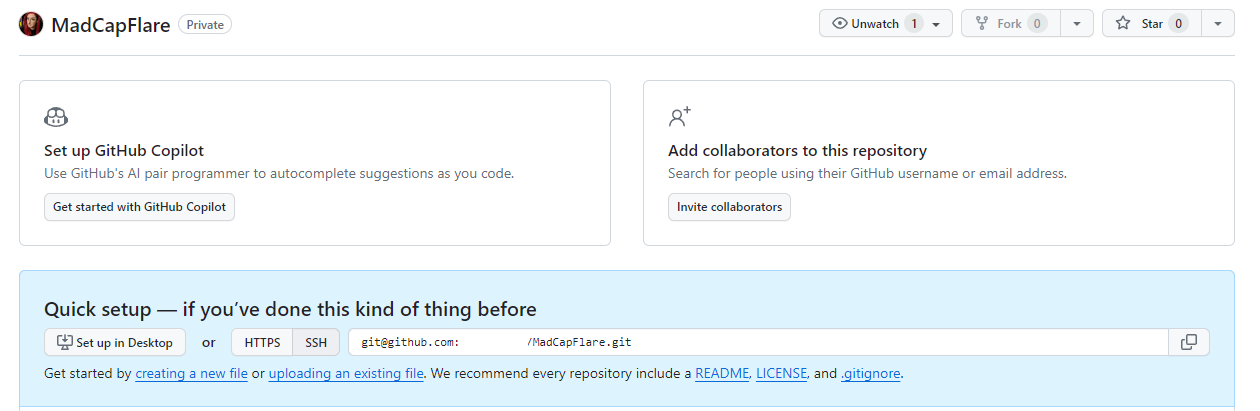 MadCapFlare Private Unwatch 1 Fork 0 Star 0
Set up GitHub Copilot
Use GitHub's AI pair programmer to autocomplete suggestions as you code.
Get started with GitHub Copilot
Add collaborators to this repository
Search for people using their GitHub username or email address.
Invite collaborators
Quick setup — if you’ve done this kind of thing before
Set up in Desktop or HTTPS SSH git@github.com: /MadCapFlare.git
Get started by creating a new file or uploading an existing file. We recommend every repository include a README, LICENSE, and .gitignore.